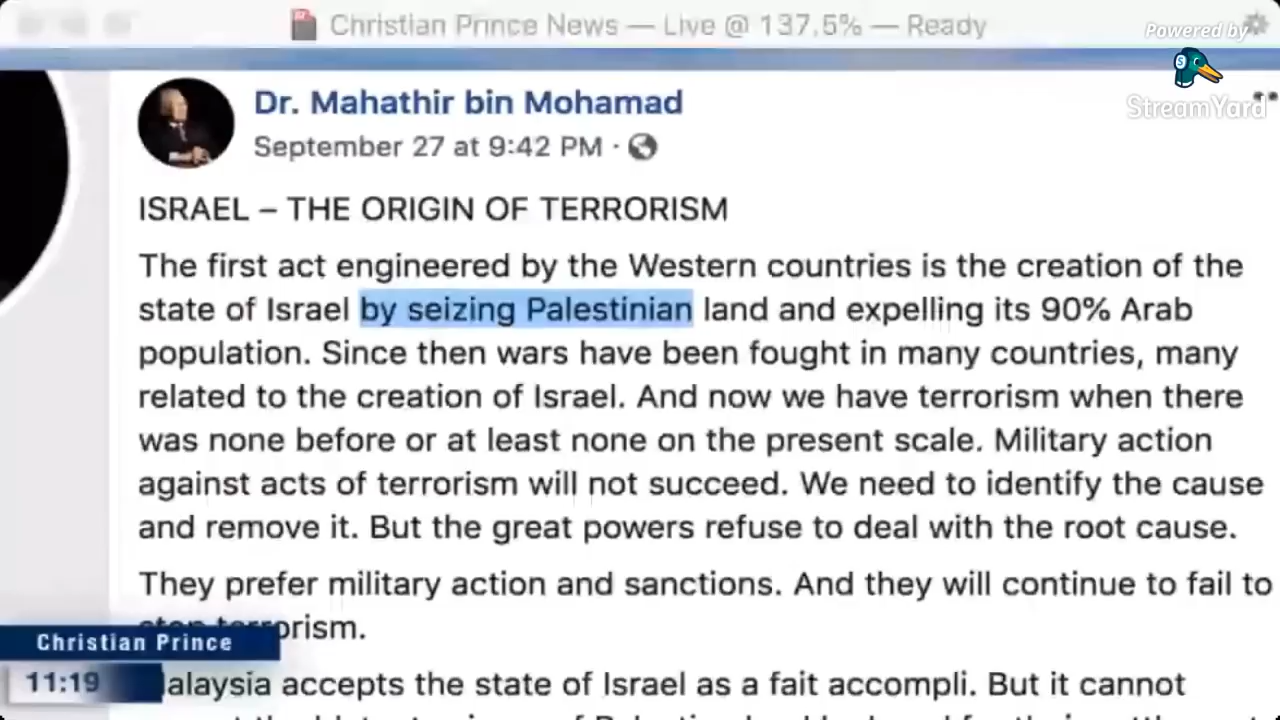 Christian Prince News — Live @ 137.5% — Ready
Powered by
StreamYard
Dr. Mahathir bin Mohamad
September 27 at 9:42 PM ·
ISRAEL – THE ORIGIN OF TERRORISM
The first act engineered by the Western countries is the creation of the
state of Israel by seizing Palestinian land and expelling its 90% Arab
population. Since then wars have been fought in many countries, many
related to the creation of Israel. And now we have terrorism when there
was none before or at least none on the present scale. Military action
against acts of terrorism will not succeed. We need to identify the cause
and remove it. But the great powers refuse to deal with the root cause.
They prefer military action and sanctions. And they will continue to fail to
stop terrorism.
Christian Prince
11:19
alaysia accepts the state of Israel as a fait accompli. But it cannot